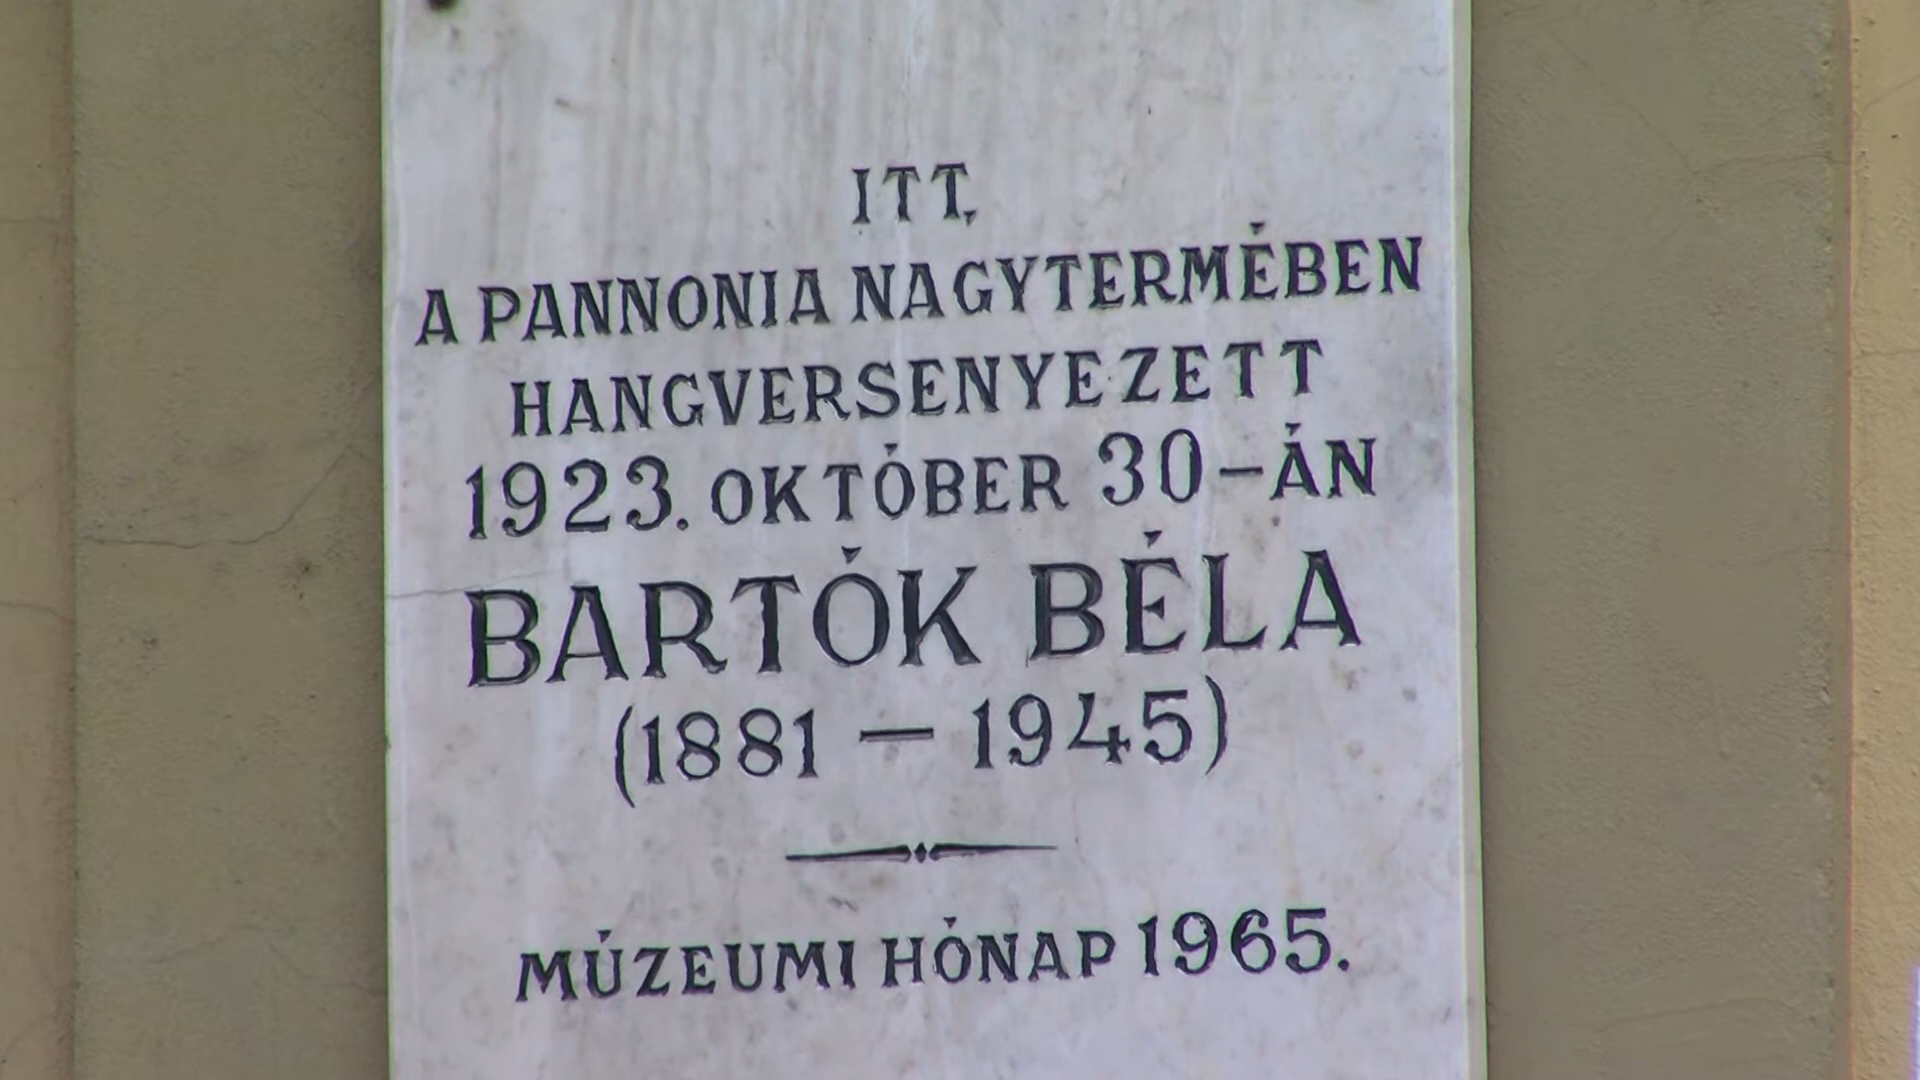 ITT,
A PANNONIA NAGYTERMÉBEN
HANGVERSENYEZETT
1923. OKTÓBER 30-ÁN
BARTÓK BÉLA
(1881 - 1945)
MÚZEUMI HÓNAP 1965.